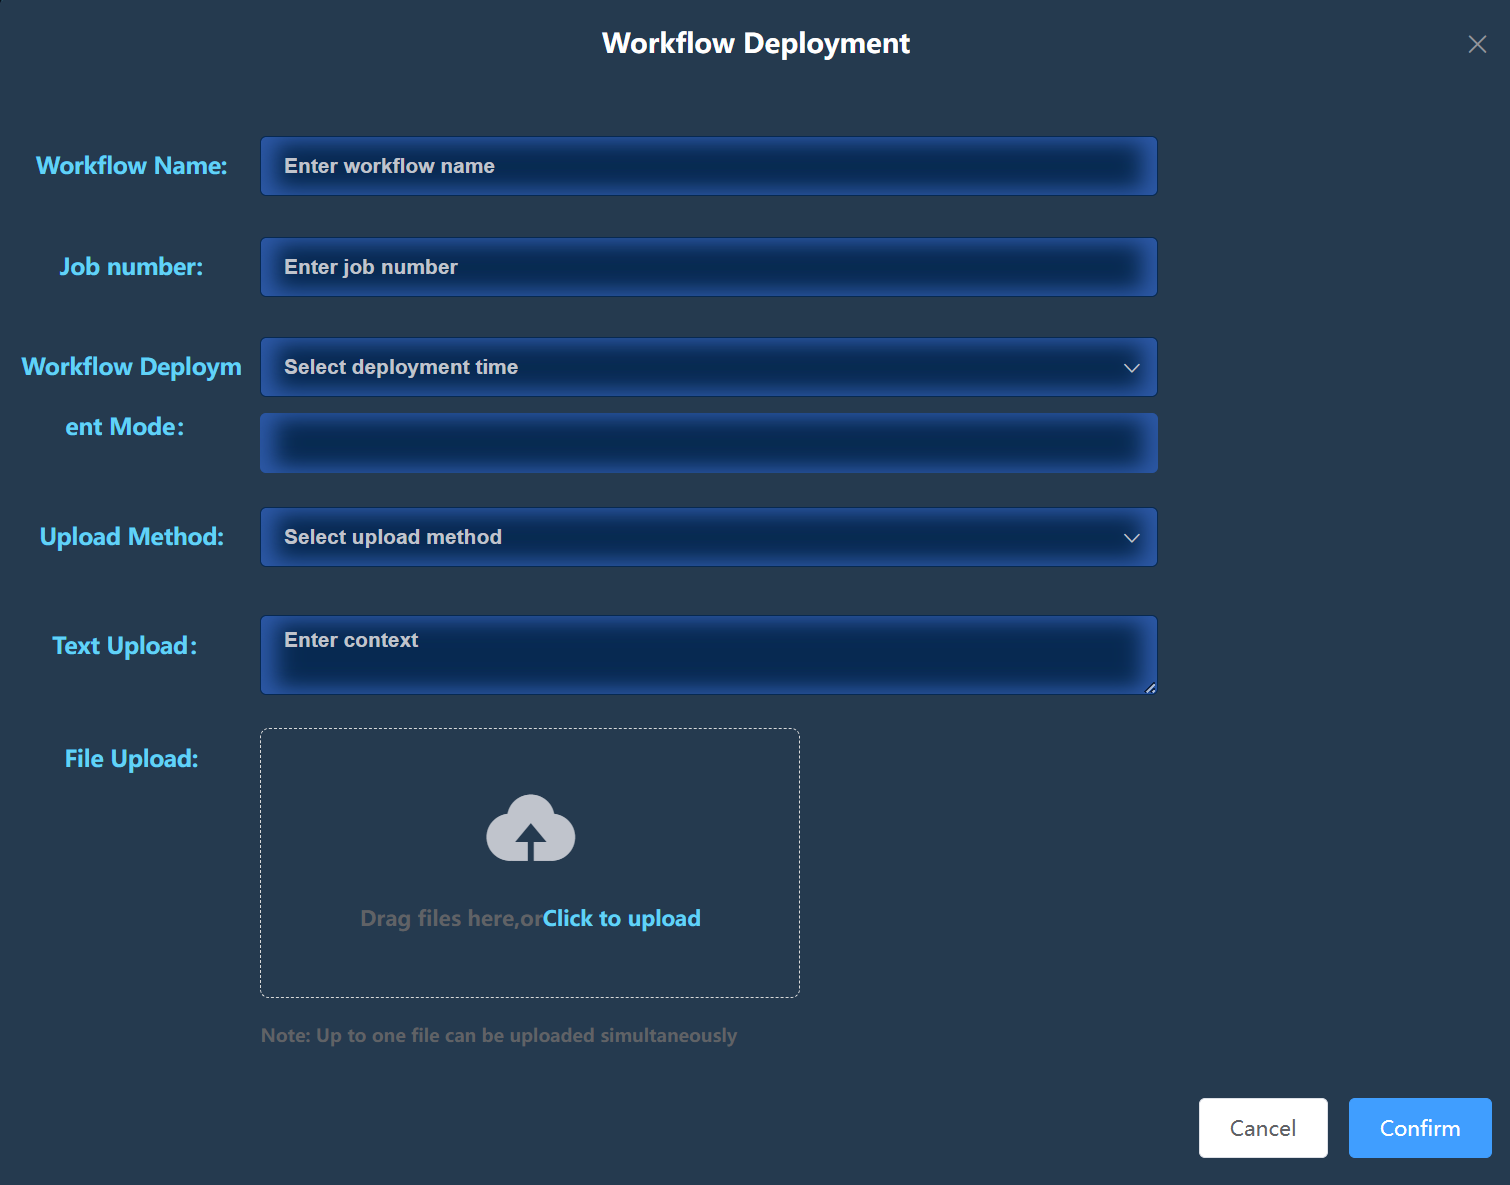 Workflow Deployment
Workflow Name:
Enter workflow name
Job number:
Enter job number
Workflow Deploym
ent Mode:
Select deployment time
Upload Method:
Select upload method
Text Upload:
Enter context
File Upload:
Drag files here,orClick to upload
Note: Up to one file can be uploaded simultaneously
Cancel
Confirm